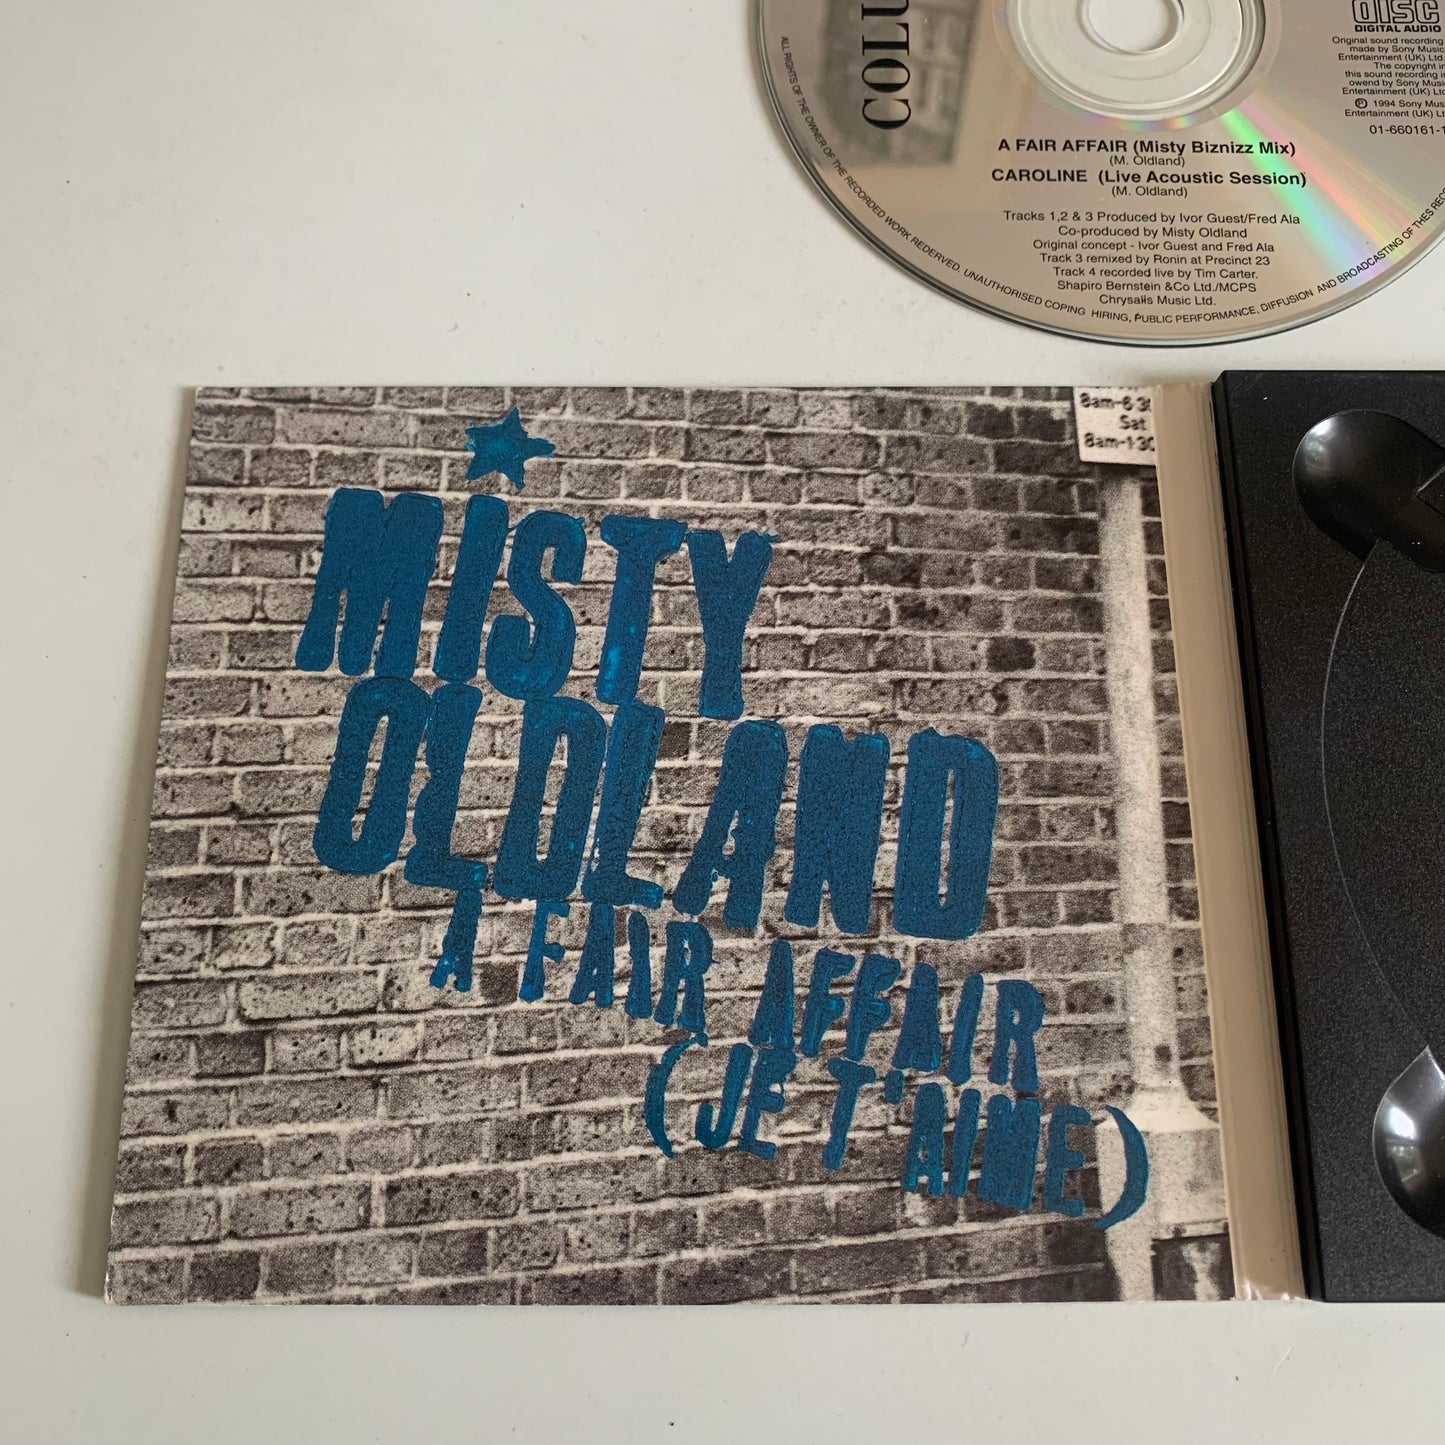 COLU
DISC
DIGITAL AUDIO
Original sound recording
made by Sony Music
Entertainment (UK) Ltd.
The copyright in
this sound recording is
owend by Sony Mus
Entertainment (UK) Ltd
℗ 1994 Sony Mus
Entertainment (UK) Lt
01-660161-1
A FAIR AFFAIR (Misty Biznizz Mix)
(M. Oldland)
CAROLINE (Live Acoustic Session)
(M. Oldland)
Tracks 1,2 & 3 Produced by Ivor Guest/Fred Ala
Co-produced by Misty Oldland
Original concept - Ivor Guest and Fred Ala
Track 3 remixed by Ronin at Precinct 23
Track 4 recorded live by Tim Carter.
Shapiro Bernstein &Co Ltd./MCPS
Chrysalis Music Ltd.
ALL RIGHTS OF THE OWNER OF THE RECORDED WORK REDERVED. UNAUTHORISED COPING HIRING, PUBLIC PERFORMANCE, DIFFUSION AND BROADCASTING OF THES REC
8am-6·30
Sat
8am-1·30
MISTY
OLDLAND
A FAIR AFFAIR
(JE T'AIME)